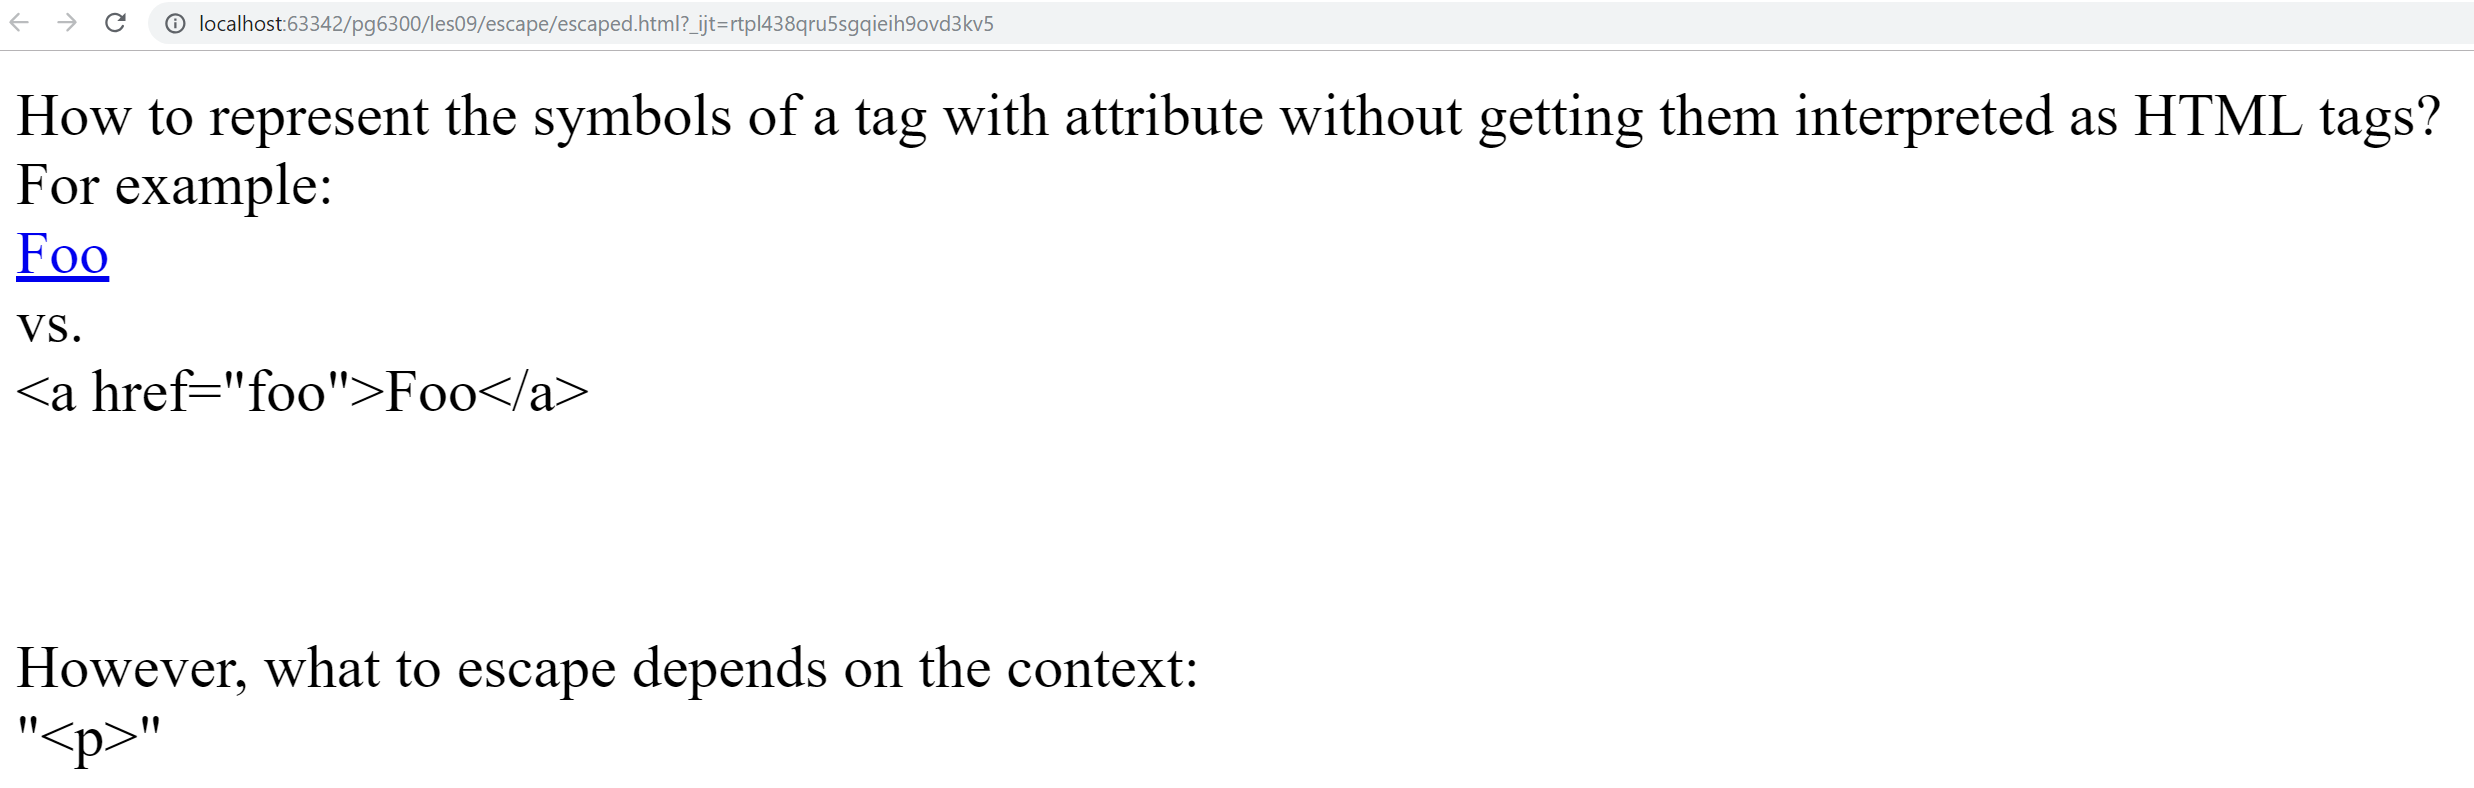 localhost:63342/pg6300/les09/escape/escaped.html?_ijt=rtpl438qru5sgqieih9ovd3kv5
How to represent the symbols of a tag with attribute without getting them interpreted as HTML tags?
For example:
Foo
vs.
<a href="foo">Foo</a>
However, what to escape depends on the context:
"<p>"